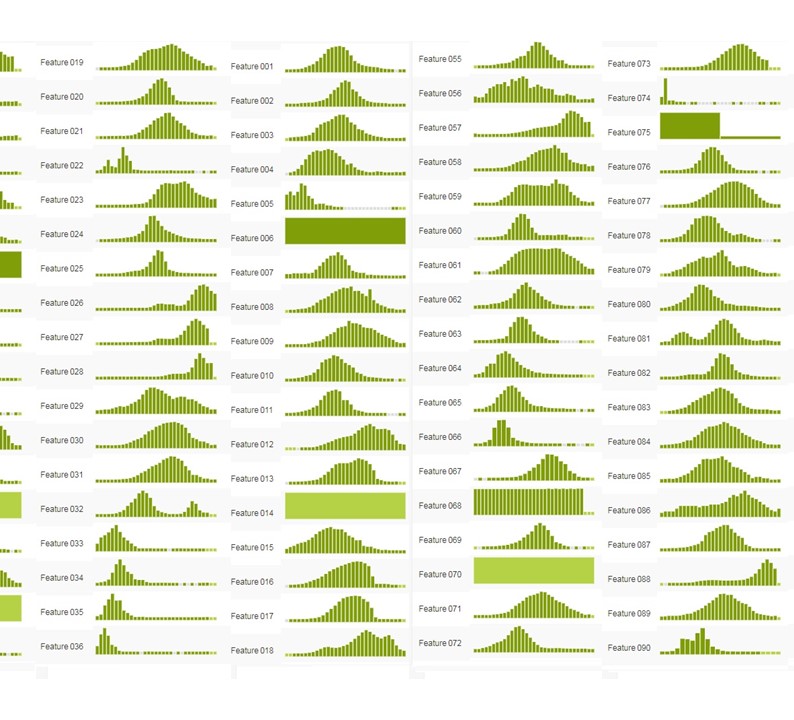 Feature 019
Feature 020
Feature 021
Feature 022
Feature 023
Feature 024
Feature 025
Feature 026
Feature 027
Feature 028
Feature 029
Feature 030
Feature 031
Feature 032
Feature 033
Feature 034
Feature 035
Feature 036
Feature 001
Feature 002
Feature 003
Feature 004
Feature 005
Feature 006
Feature 007
Feature 008
Feature 009
Feature 010
Feature 011
Feature 012
Feature 013
Feature 014
Feature 015
Feature 016
Feature 017
Feature 018
Feature 055
Feature 056
Feature 057
Feature 058
Feature 059
Feature 060
Feature 061
Feature 062
Feature 063
Feature 064
Feature 065
Feature 066
Feature 067
Feature 068
Feature 069
Feature 070
Feature 071
Feature 072
Feature 073
Feature 074
Feature 075
Feature 076
Feature 077
Feature 078
Feature 079
Feature 080
Feature 081
Feature 082
Feature 083
Feature 084
Feature 085
Feature 086
Feature 087
Feature 088
Feature 089
Feature 090